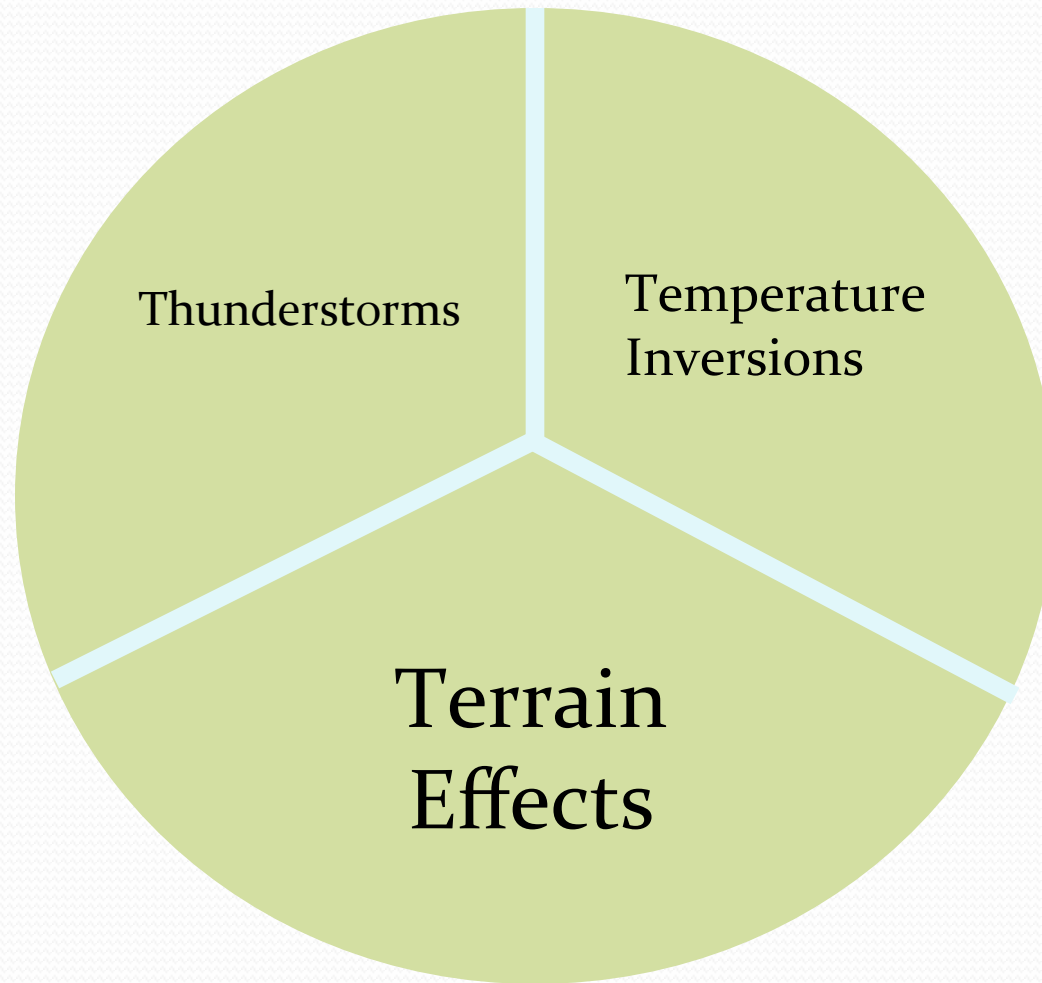 Thunderstorms
Temperature
Inversions
Terrain
Effects